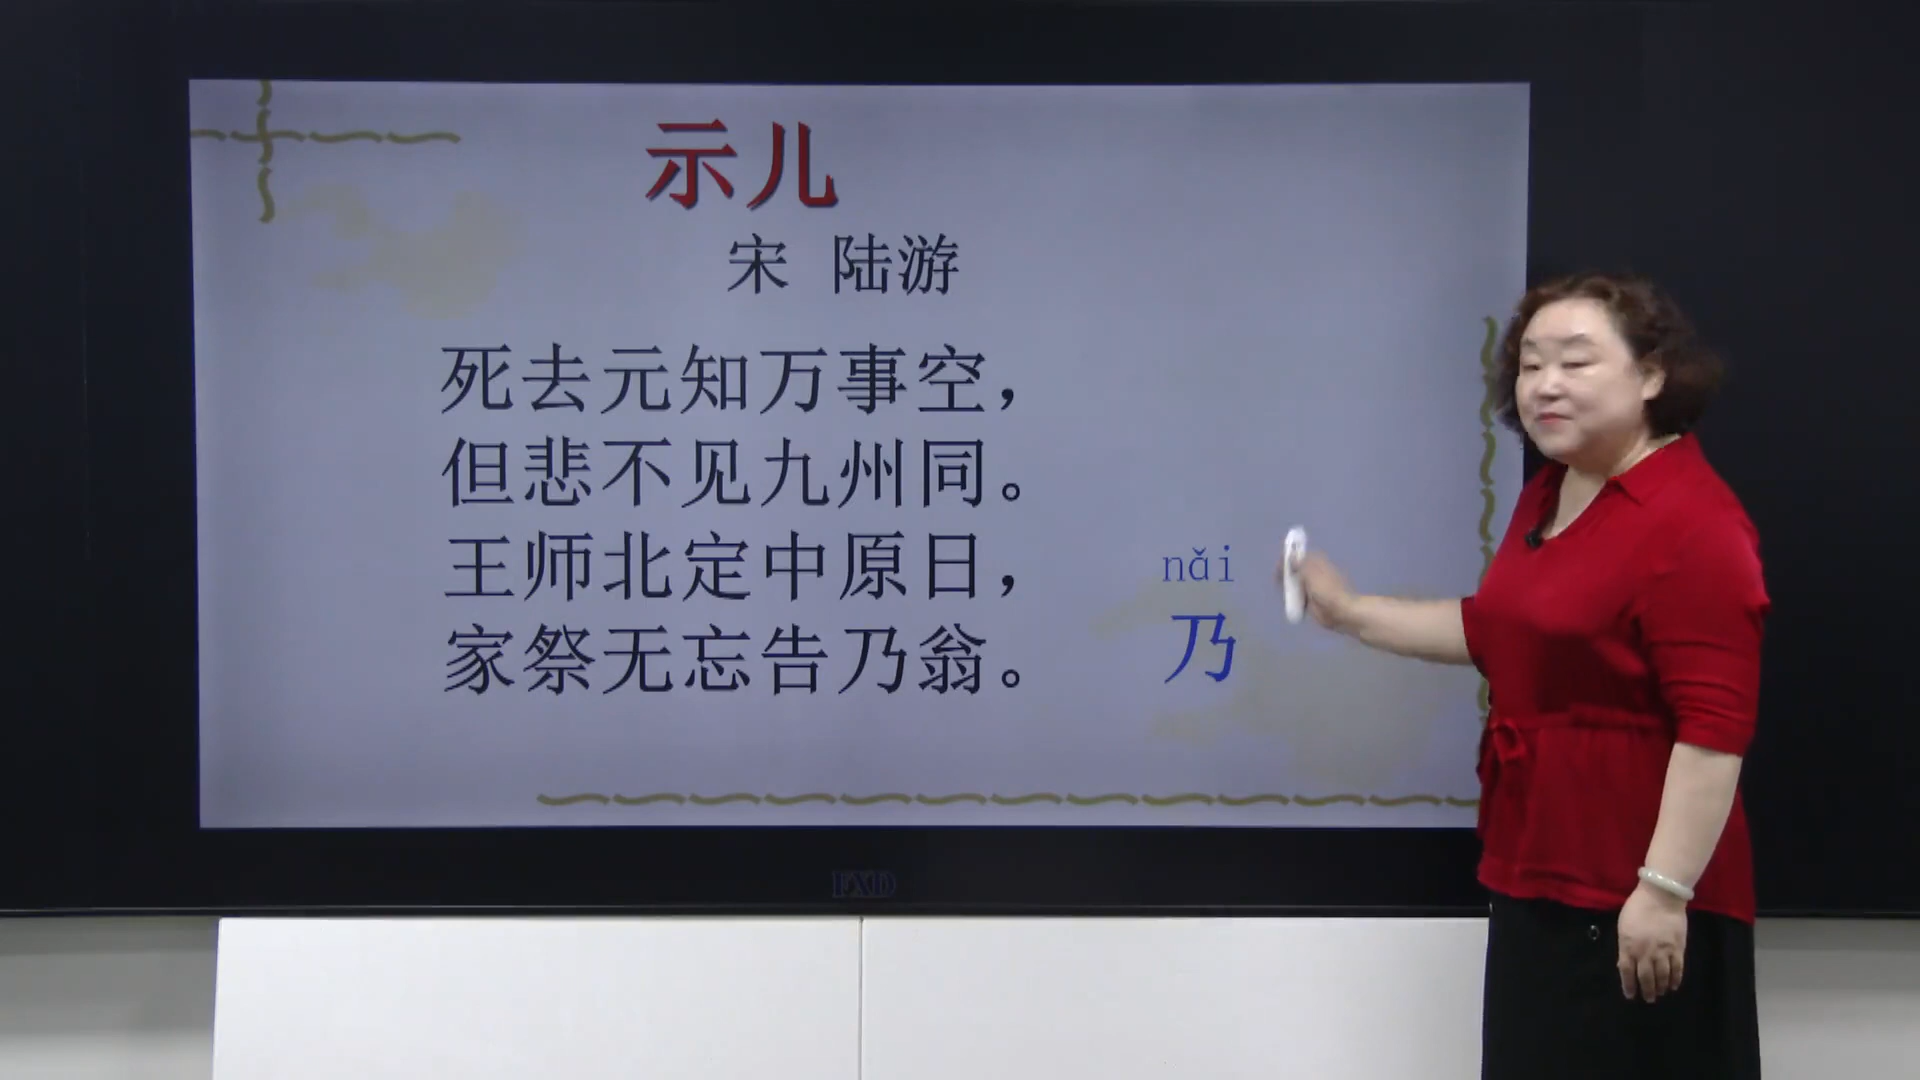 示儿
宋 陆游
死去元知万事空，
但悲不见九州同。
王师北定中原日，
家祭无忘告乃翁。
nǎi
乃
FXD